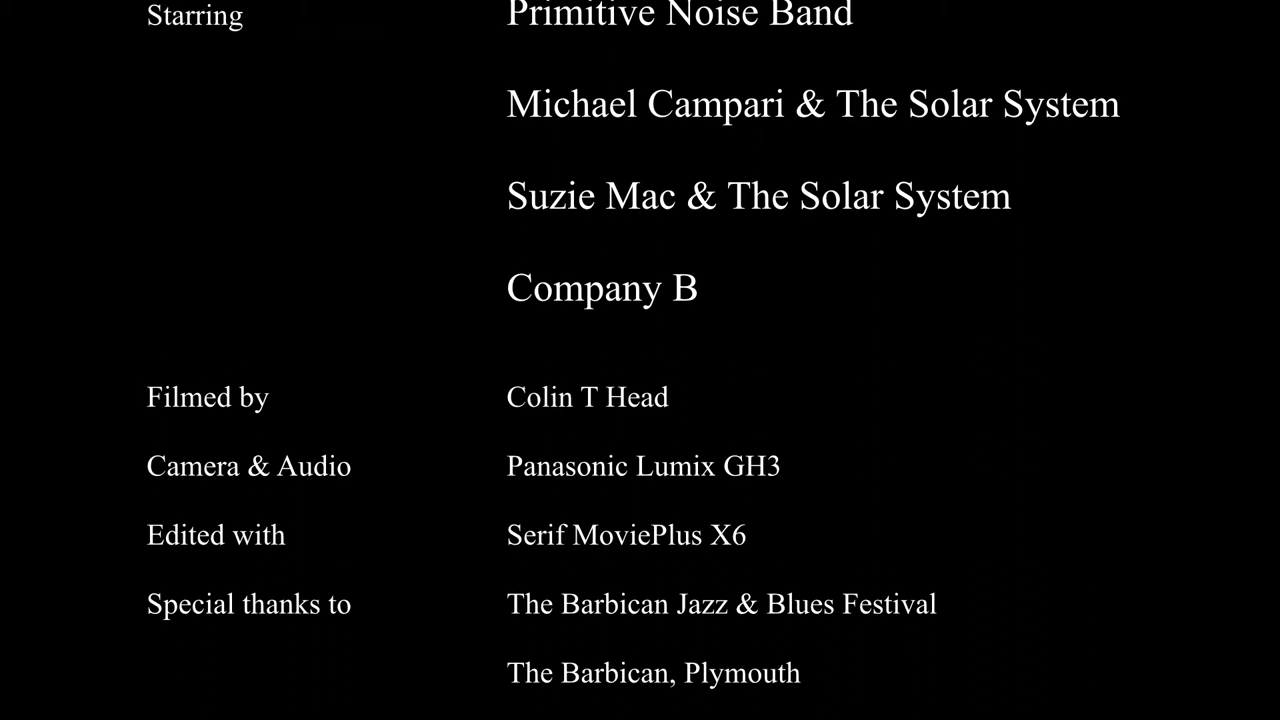 Starring Primitive Noise Band
Michael Campari & The Solar System
Suzie Mac & The Solar System
Company B
Filmed by Colin T Head
Camera & Audio Panasonic Lumix GH3
Edited with Serif MoviePlus X6
Special thanks to The Barbican Jazz & Blues Festival
The Barbican, Plymouth